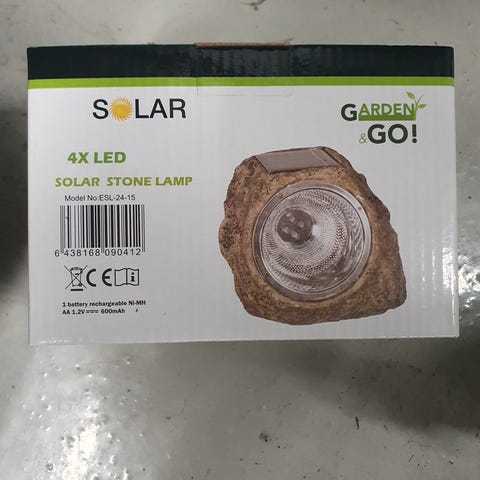 SOLAR
GARDEN
& GO!
4X LED
SOLAR STONE LAMP
Model No:ESL-24-15
6 438168 090412
CE
1 battery rechargeable Ni-MH
AA 1.2V 600mAh